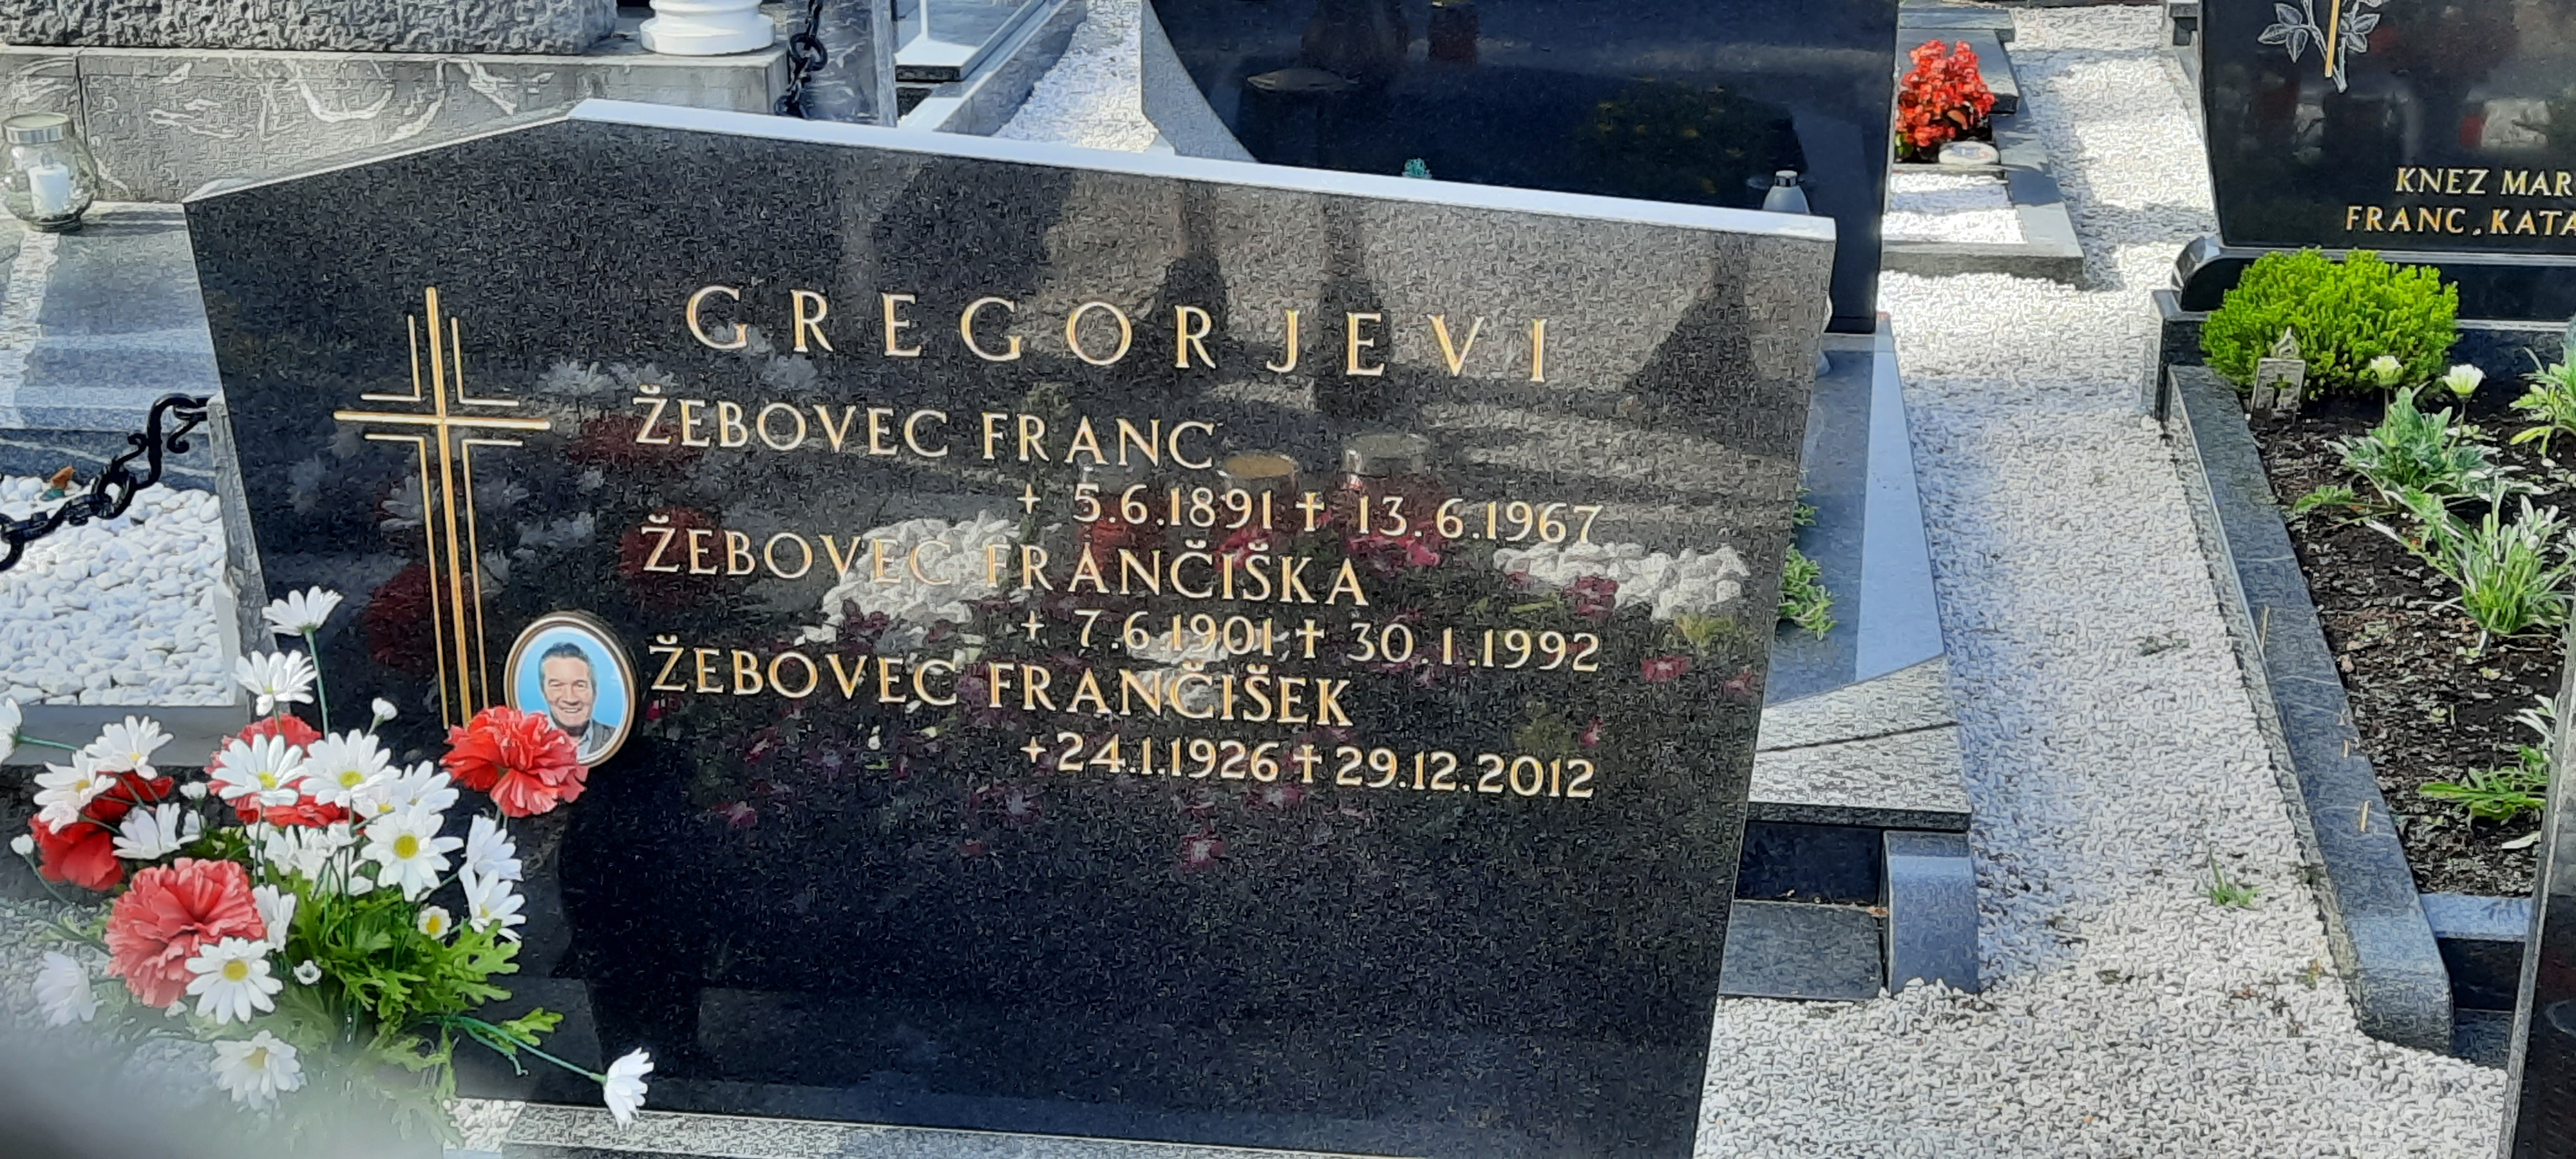 GREGORJEVI
ŽEBOVEC FRANC
+ 5.6.1891 ✝ 13.6.1967
ŽEBOVEC FRANČIŠKA
+ 7.6.1901 ✝ 30.1.1992
ŽEBOVEC FRANČIŠEK
+24.1.1926 ✝ 29.12.2012
KNEZ MAR
FRANC, KATA